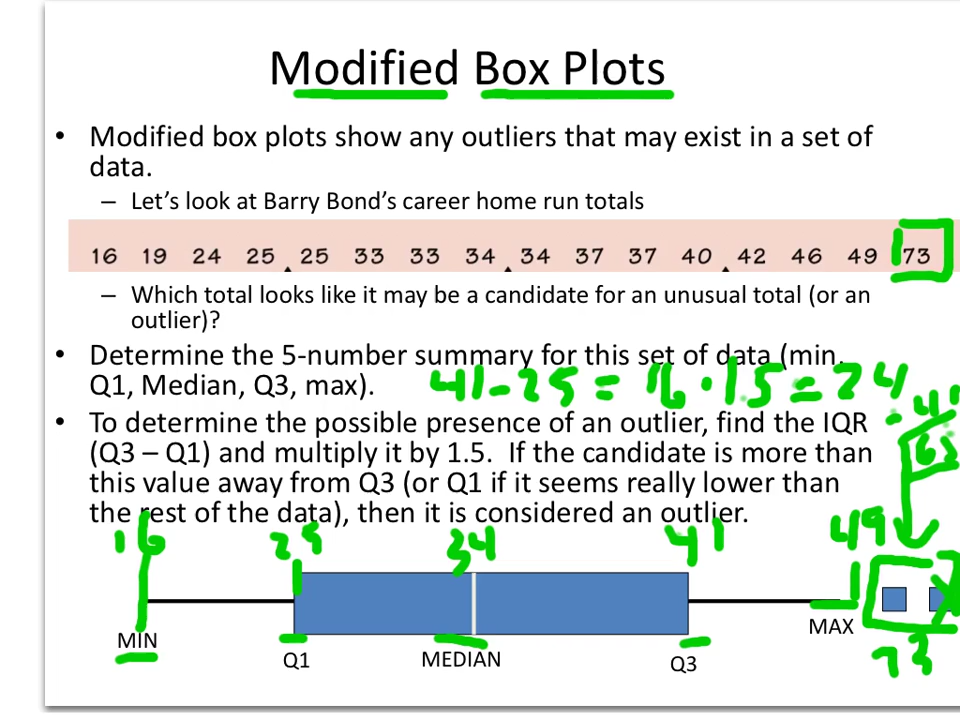 Modified Box Plots
• Modified box plots show any outliers that may exist in a set of
data.
– Let's look at Barry Bond's career home run totals
16 19 24 25 25 33 33 34 34 37 37 40 42 46 49 73
– Which total looks like it may be a candidate for an unusual total (or an
outlier)?
• Determine the 5-number summary for this set of data (min,
Q1, Median, Q3, max).
41-25=16·1.5=24
• To determine the possible presence of an outlier, find the IQR
(Q3 – Q1) and multiply it by 1.5. If the candidate is more than
this value away from Q3 (or Q1 if it seems really lower than
the rest of the data), then it is considered an outlier.
16 25 34 41 49
MIN
Q1
MEDIAN
Q3
MAX
73